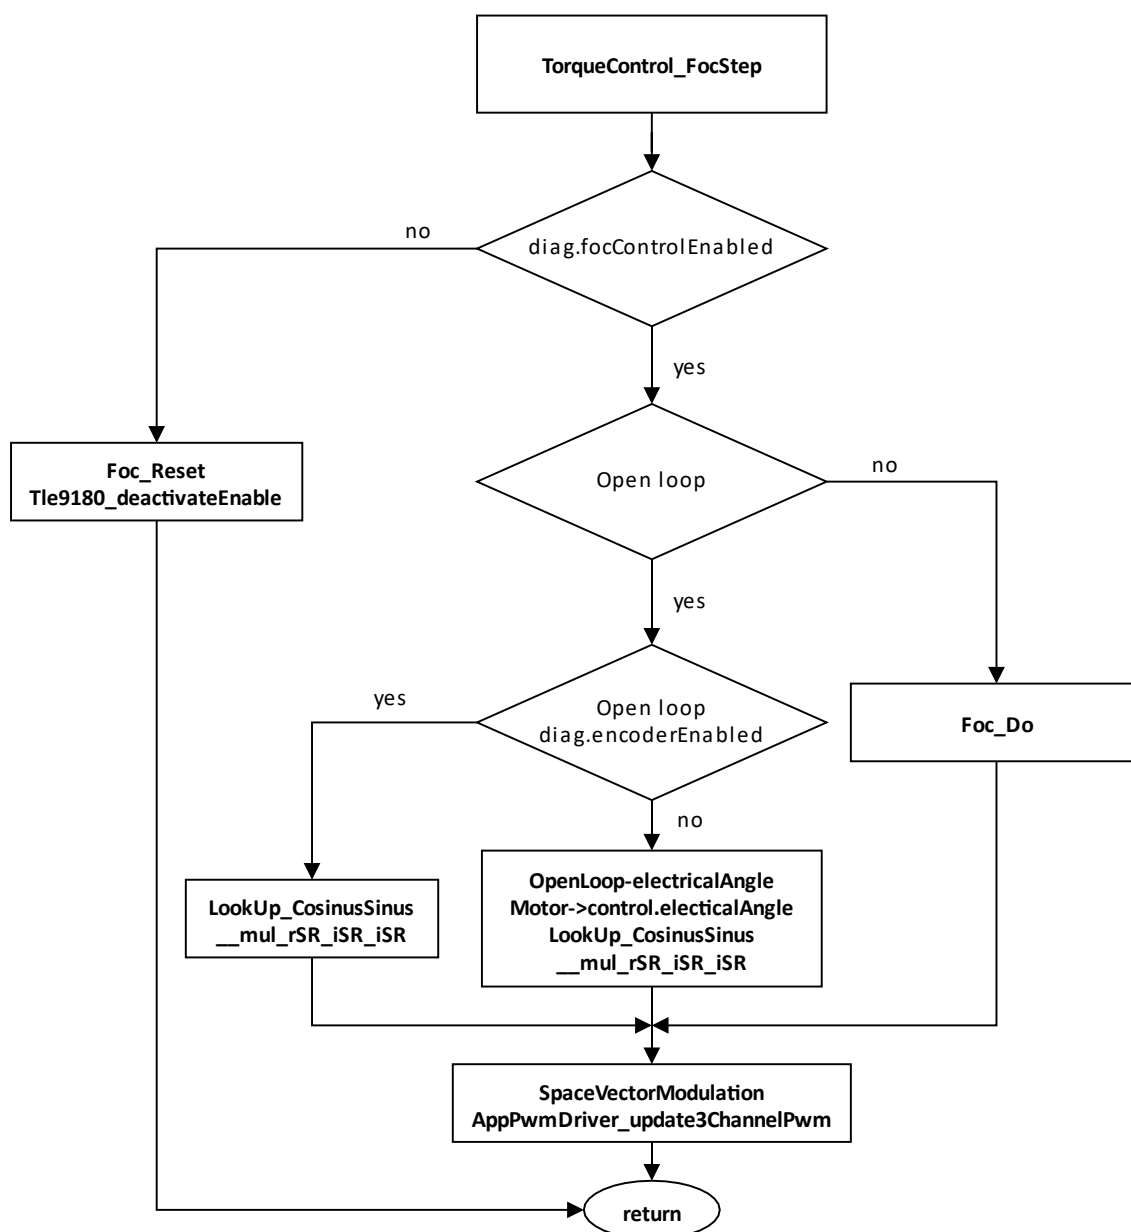 TorqueControl_FocStep
no
diag.focControlEnabled
yes
Foc_Reset
Tle9180_deactivateEnable
Open loop
no
yes
yes
Open loop
diag.encoderEnabled
Foc_Do
no
LookUp_CosinusSinus
__mul_rSR_iSR_iSR
OpenLoop-electricalAngle
Motor->control.electicalAngle
LookUp_CosinusSinus
__mul_rSR_iSR_iSR
SpaceVectorModulation
AppPwmDriver_update3ChannelPwm
return